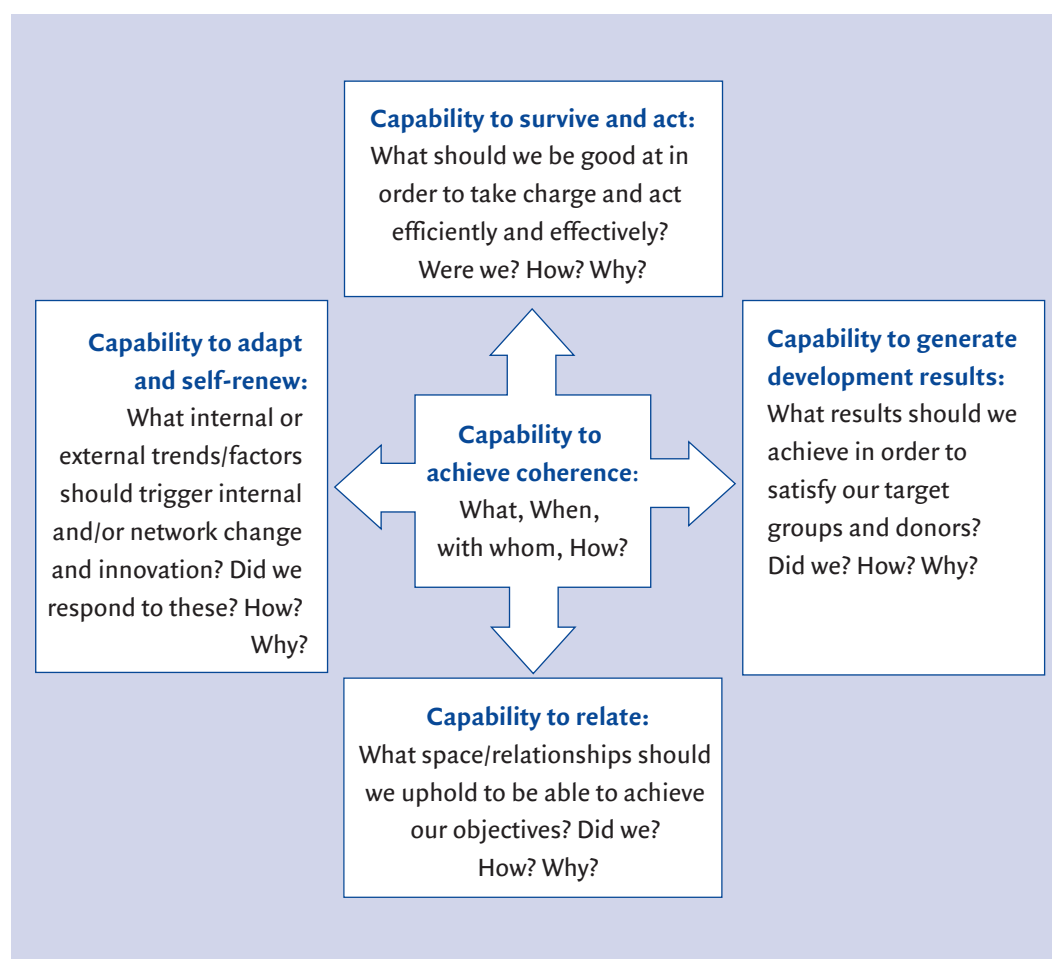 Capability to survive and act:
What should we be good at in
order to take charge and act
efficiently and effectively?
Were we? How? Why?
Capability to adapt
and self-renew:
What internal or
external trends/factors
should trigger internal
and/or network change
and innovation? Did we
respond to these? How?
Why?
Capability to
achieve coherence:
What, When,
with whom, How?
Capability to generate
development results:
What results should we
achieve in order to
satisfy our target
groups and donors?
Did we? How? Why?
Capability to relate:
What space/relationships should
we uphold to be able to achieve
our objectives? Did we?
How? Why?